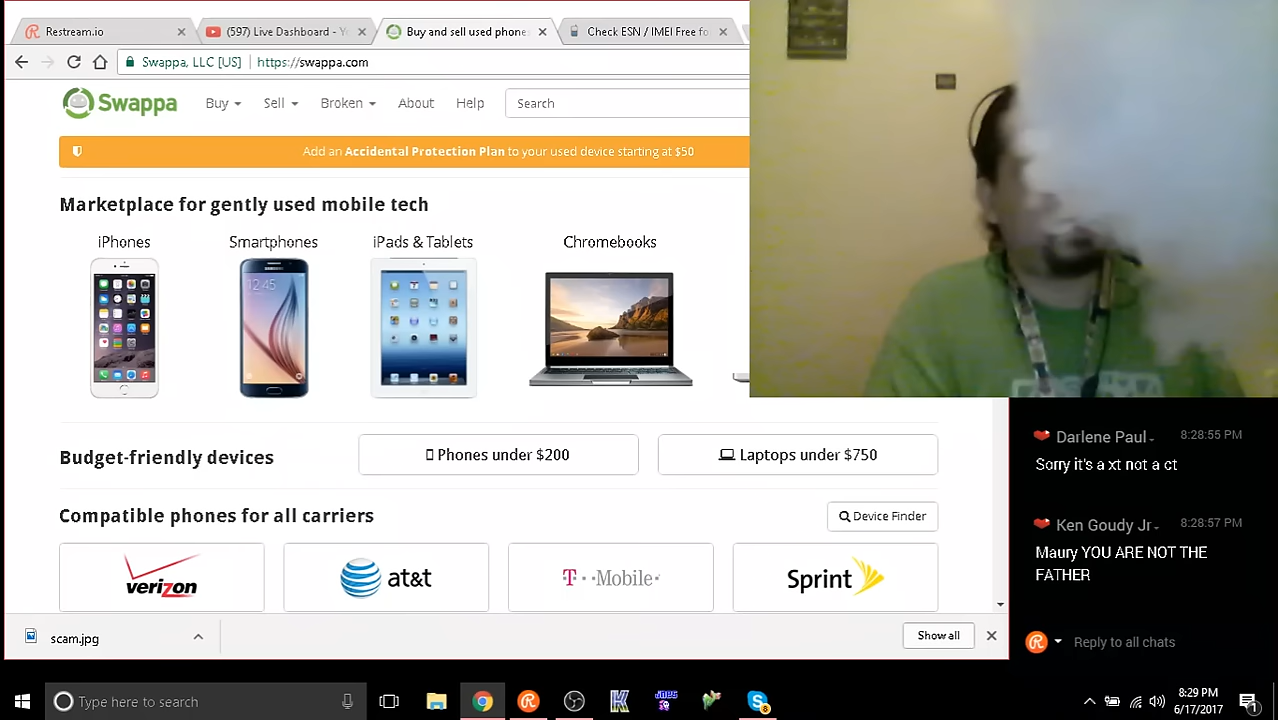 Restream.io
(597) Live Dashboard - Y
Buy and sell used phone
Check ESN / IMEI Free fo
Swappa, LLC [US]
https://swappa.com
Swappa
Buy
Sell
Broken
About
Help
Search
Add an Accidental Protection Plan to your used device starting at $50
Marketplace for gently used mobile tech
iPhones
Smartphones
iPads & Tablets
Chromebooks
12:45
Budget-friendly devices
Phones under $200
Laptops under $750
Compatible phones for all carriers
Device Finder
verizon
at&t
T··Mobile·
Sprint
scam.jpg
Show all
Darlene Paul
8:28:55 PM
Sorry it's a xt not a ct
Ken Goudy Jr
8:28:57 PM
Maury YOU ARE NOT THE
FATHER
Reply to all chats
Type here to search
8:29 PM
6/17/2017